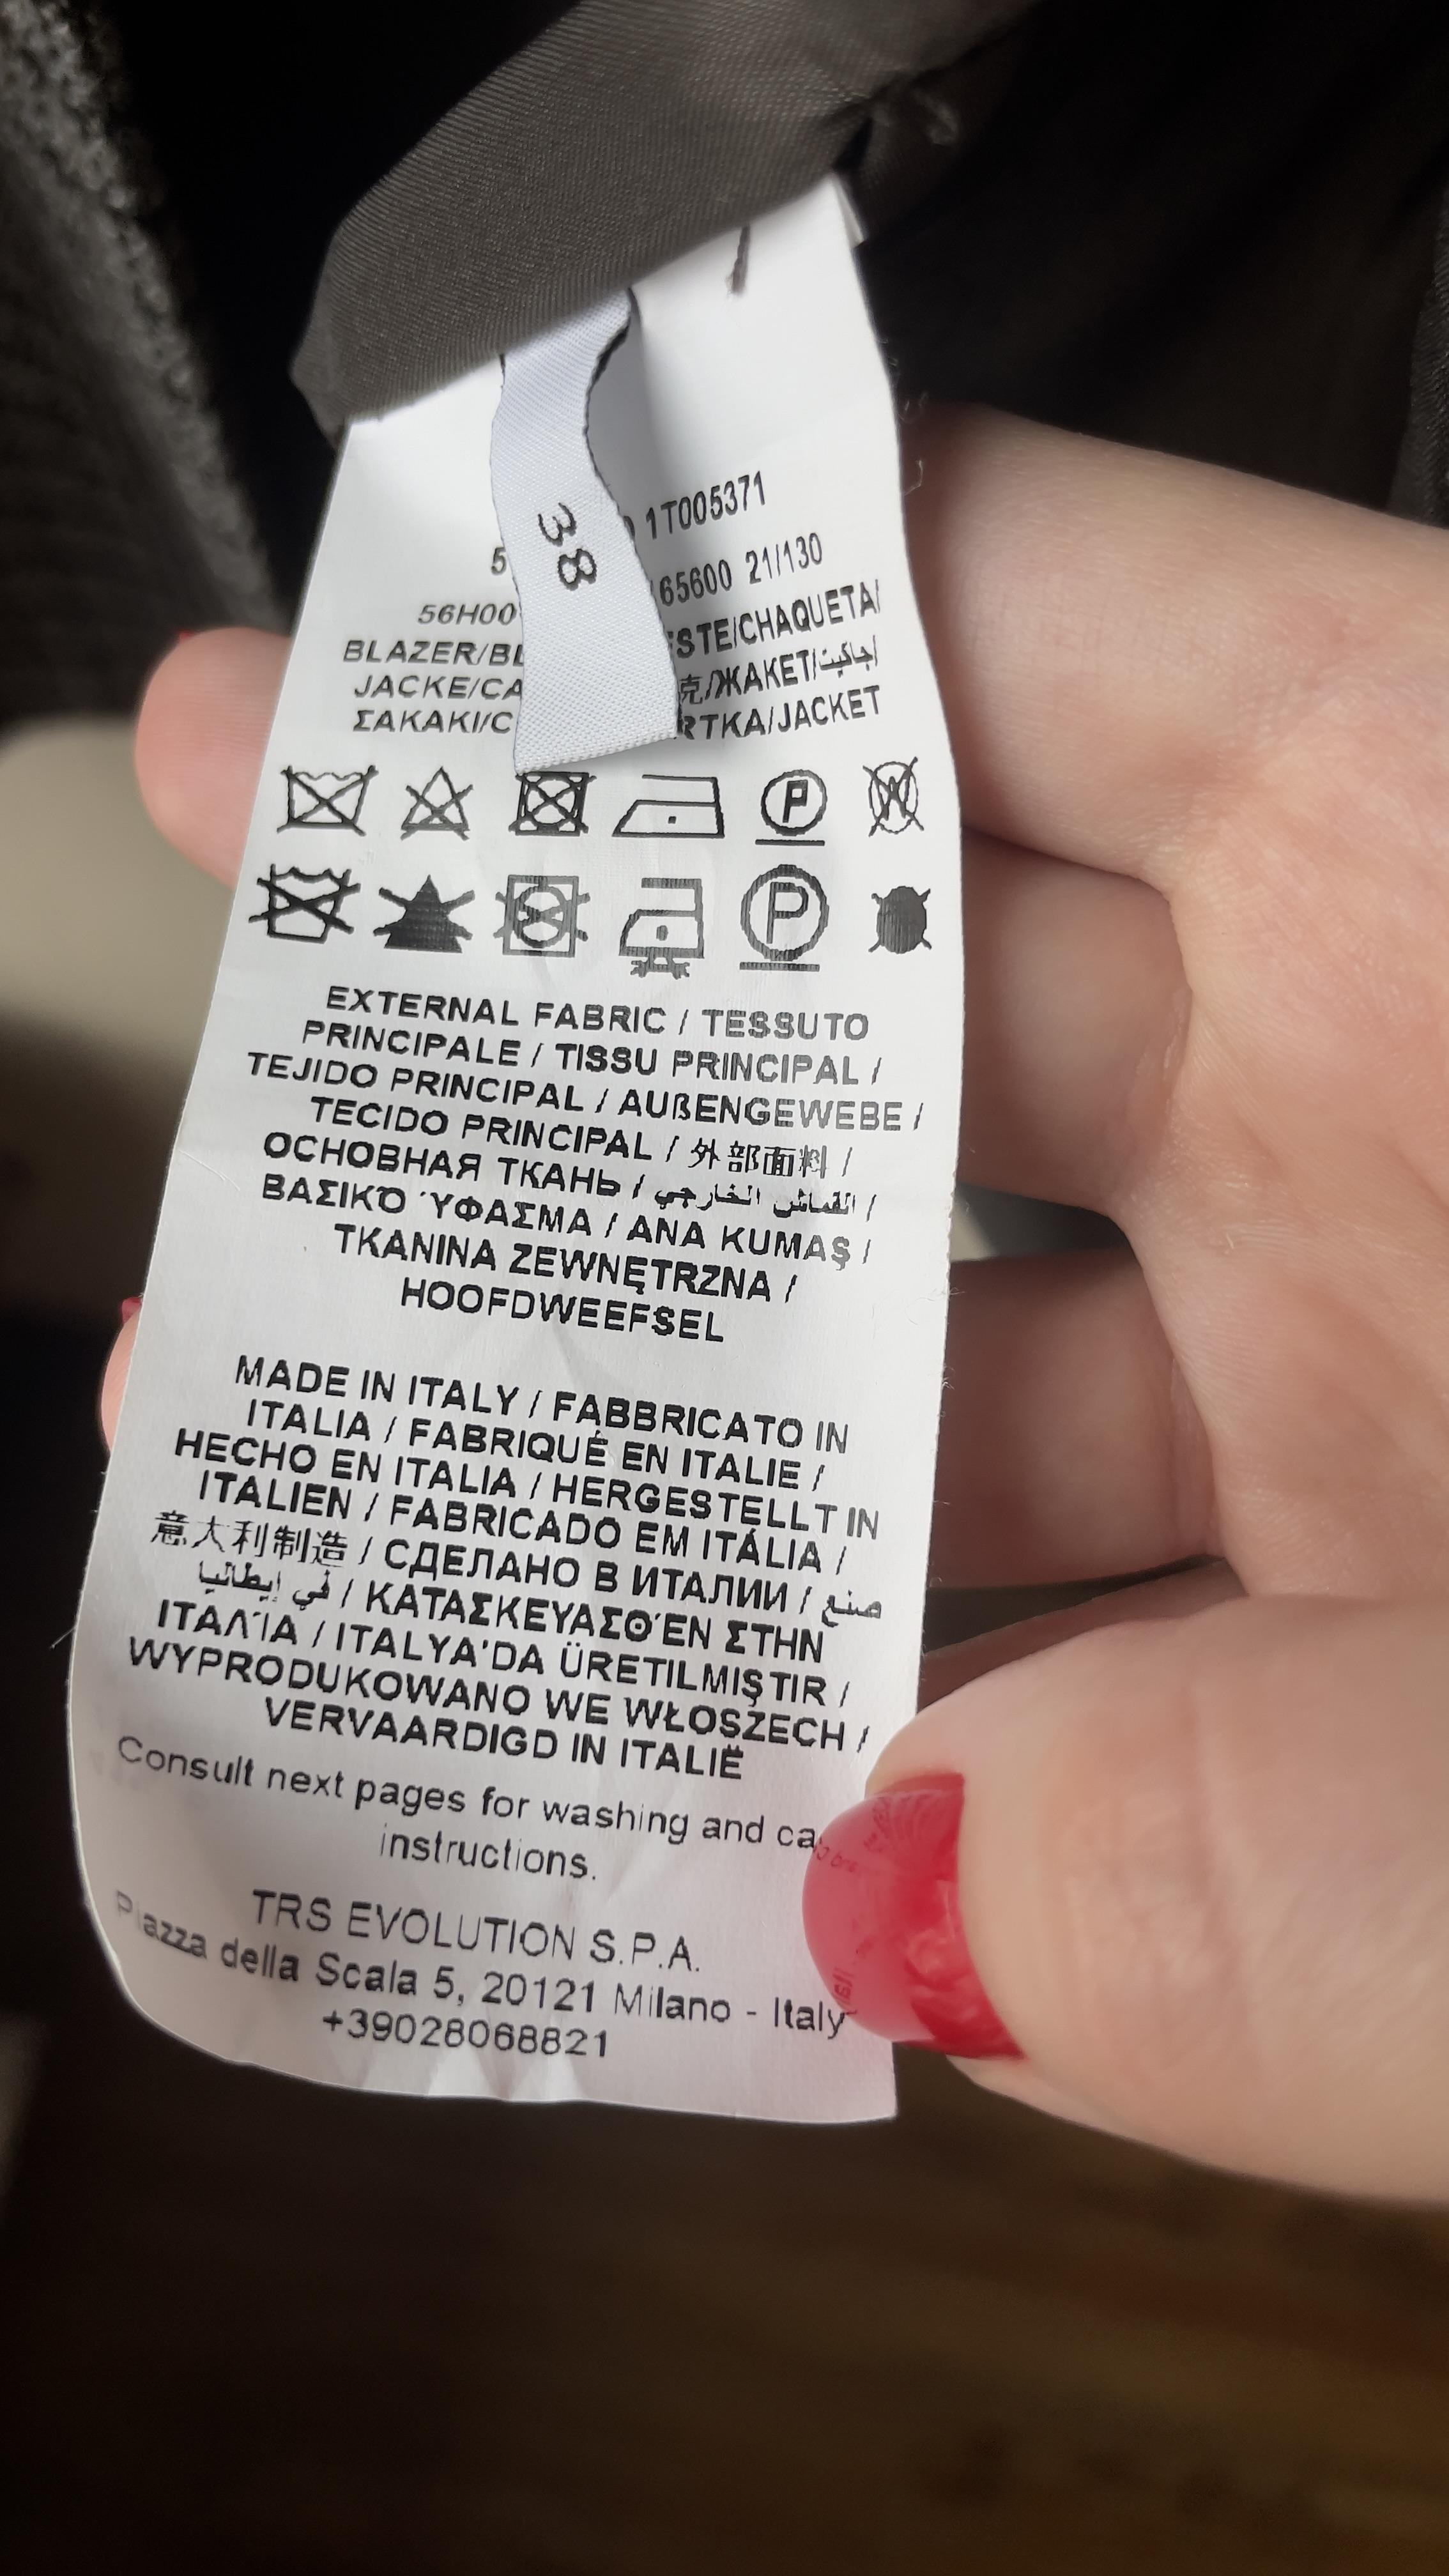 38
1T005371
65600 21/130
56H00
BLAZER/BL STE/CHAQUETA/
JACKE/CA 克/ЖАКЕТ/جاكيت/
ΣΑΚΑΚΙ/C RTKA/JACKET
P W
P
EXTERNAL FABRIC / TESSUTO
PRINCIPALE / TISSU PRINCIPAL /
TEJIDO PRINCIPAL / AUßENGEWEBE /
TECIDO PRINCIPAL / 外部面料 /
ОСНОВНАЯ ТКАНЬ / القماش الخارجي /
ΒΑΣΙΚΌ ΎΦΑΣΜΑ / ANA KUMAŞ /
TKANINA ZEWNĘTRZNA /
HOOFDWEEFSEL
MADE IN ITALY / FABBRICATO IN
ITALIA / FABRIQUÉ EN ITALIE /
HECHO EN ITALIA / HERGESTELLT IN
ITALIEN / FABRICADO EM ITÁLIA /
意大利制造 / СДЕЛАНО В ИТАЛИИ / صنع
في إيطاليا / ΚΑΤΑΣΚΕΥΑΣΘΈΝ ΣΤΗΝ
ΙΤΑΛΊΑ / ITALYA'DA ÜRETILMIŞTIR /
WYPRODUKOWANO WE WŁOSZECH /
VERVAARDIGD IN ITALIË
Consult next pages for washing and ca
instructions.
TRS EVOLUTION S.P.A.
Piazza della Scala 5, 20121 Milano - Italy
+39028068821